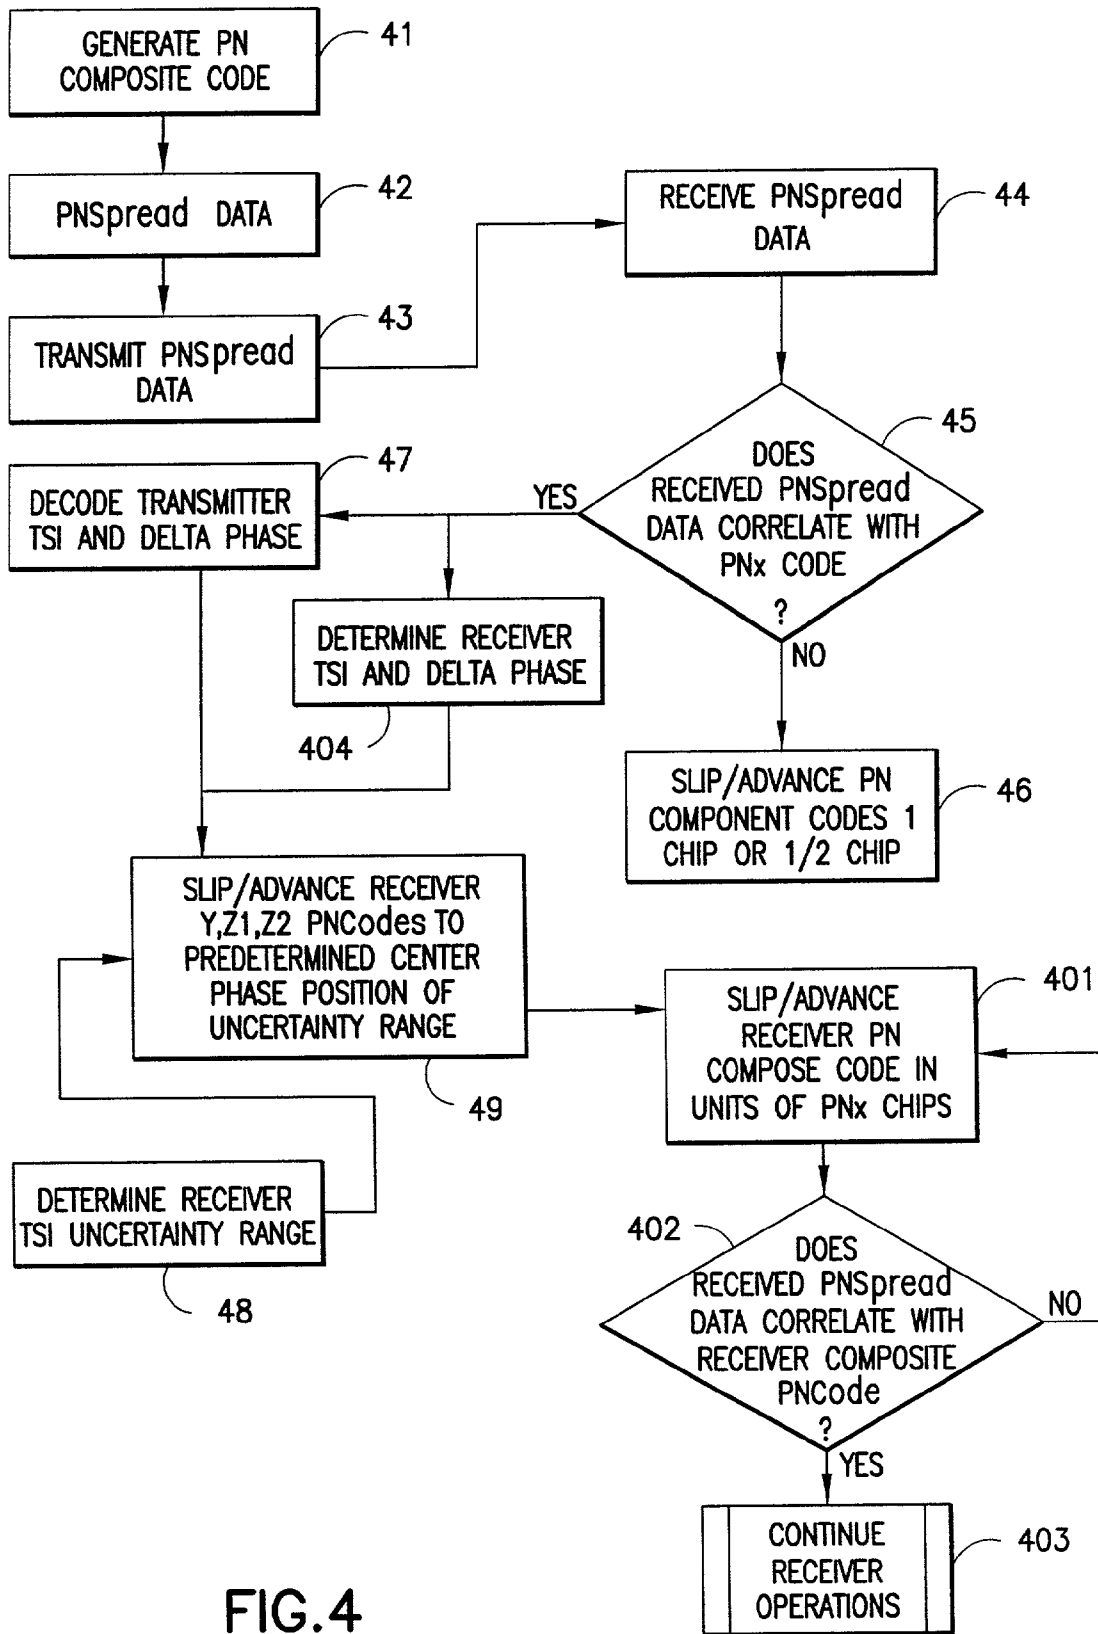 GENERATE PN
COMPOSITE CODE
41
PNSpread DATA
42
TRANSMIT PNSpread
DATA
43
RECEIVE PNSpread
DATA
44
DOES
RECEIVED PNSpread
DATA CORRELATE WITH
PNx CODE
?
45
YES
NO
DECODE TRANSMITTER
TSI AND DELTA PHASE
47
DETERMINE RECEIVER
TSI AND DELTA PHASE
404
SLIP/ADVANCE PN
COMPONENT CODES 1
CHIP OR 1/2 CHIP
46
SLIP/ADVANCE RECEIVER
Y,Z1,Z2 PNCodes TO
PREDETERMINED CENTER
PHASE POSITION OF
UNCERTAINTY RANGE
49
DETERMINE RECEIVER
TSI UNCERTAINTY RANGE
48
SLIP/ADVANCE
RECEIVER PN
COMPOSE CODE IN
UNITS OF PNx CHIPS
401
402
DOES
RECEIVED PNSpread
DATA CORRELATE WITH
RECEIVER COMPOSITE
PNCode
?
NO
YES
CONTINUE
RECEIVER
OPERATIONS
403
FIG.4